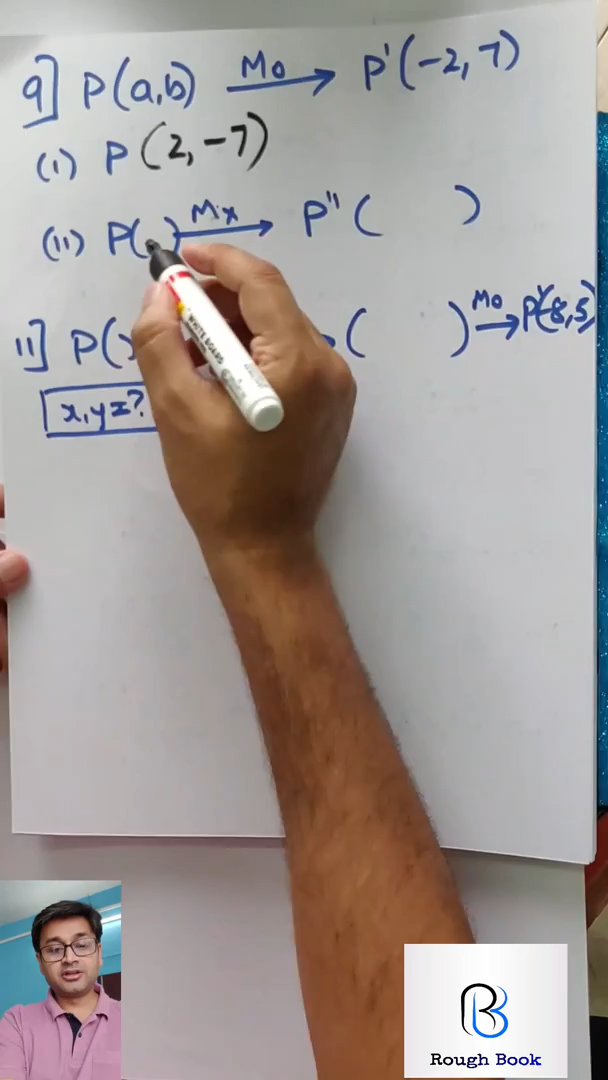 9] P(a,b) Mo→ P'(-2,7)
(i) P (2,-7)
(ii) P( ) Mx→ P"( )
11] P( ( ) Mo→ (-8,5)
x,y=?
WHITE BOARD
Rough Book